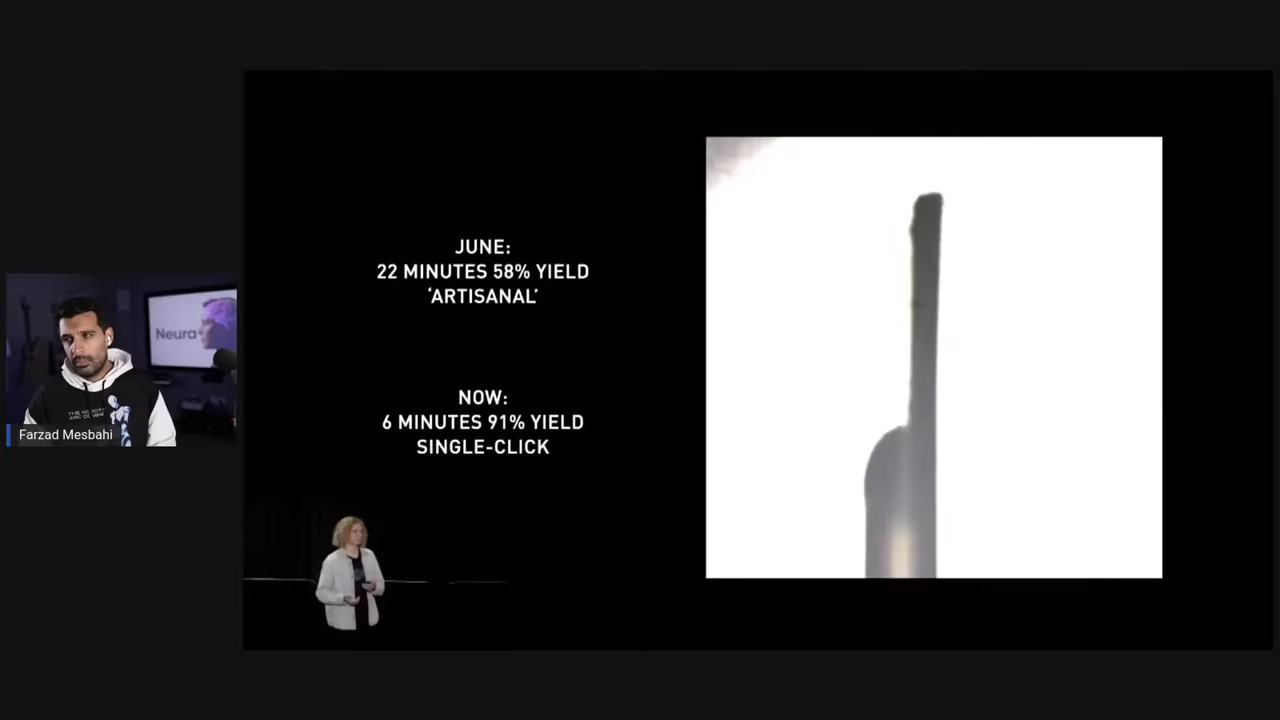 JUNE:
22 MINUTES 58% YIELD
‘ARTISANAL’
NOW:
6 MINUTES 91% YIELD
SINGLE-CLICK
Neura
Farzad Mesbahi